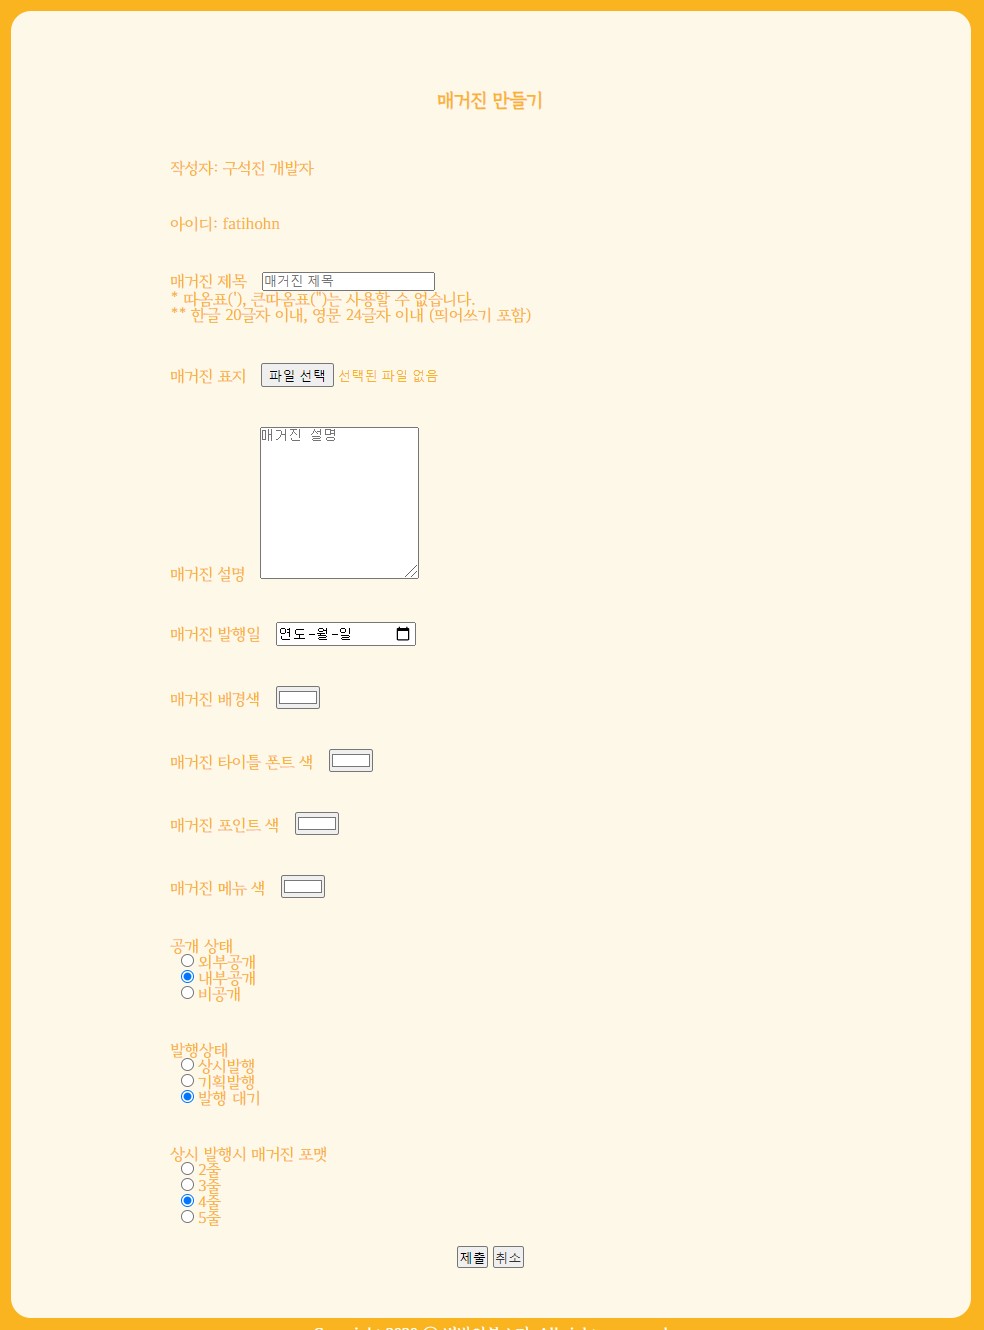 매거진 만들기
작성자: 구석진 개발자
아이디: fatihohn
매거진 제목 매거진 제목
* 따옴표('), 큰따옴표(")는 사용할 수 없습니다.
** 한글 20글자 이내, 영문 24글자 이내 (띄어쓰기 포함)
매거진 표지 파일 선택 선택된 파일 없음
매거진 설명
매거진 설명
매거진 발행일 연도-월-일
매거진 배경색
매거진 타이틀 폰트 색
매거진 포인트 색
매거진 메뉴 색
공개 상태
외부공개
내부공개
비공개
발행상태
상시발행
기획발행
발행 대기
상시 발행시 매거진 포맷
2줄
3줄
4줄
5줄
제출 취소